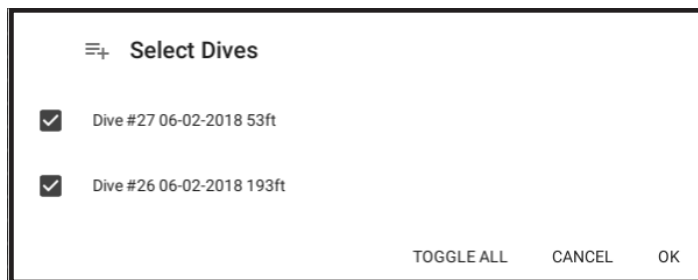 Select Dives
Dive #27 06-02-2018 53ft
Dive #26 06-02-2018 193ft
TOGGLE ALL CANCEL OK